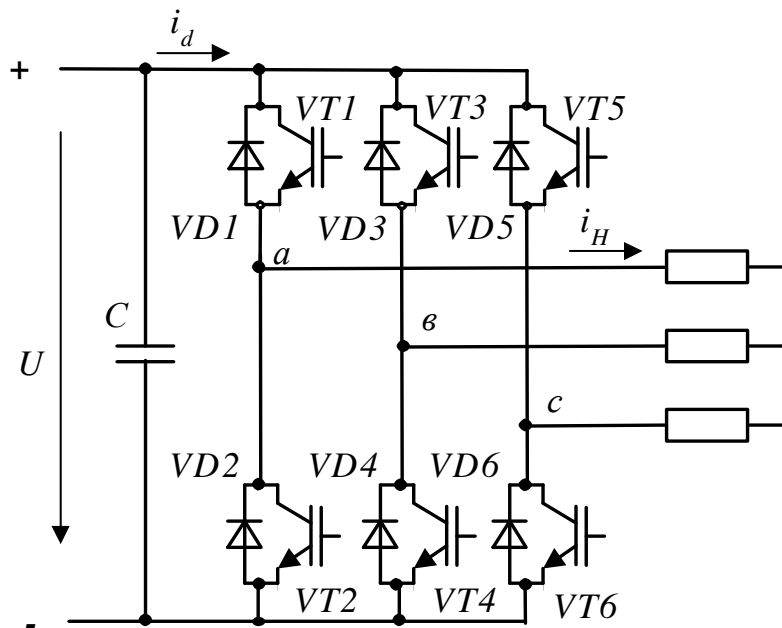 i_d
+
VT1 VT3 VT5
VD1 VD3 VD5
i_H
a
C
в
U
c
VD2 VD4 VD6
VT2 VT4 VT6
-